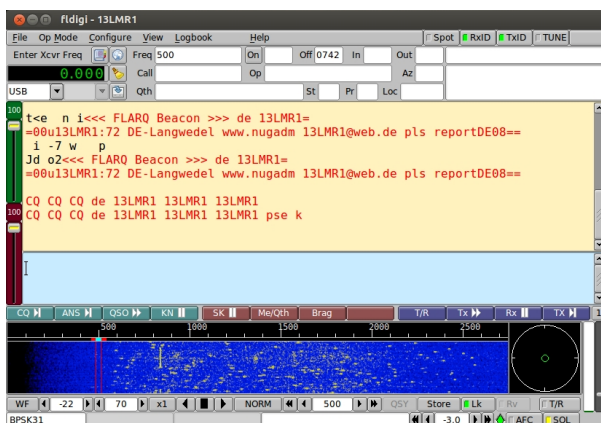 fldigi - 13LMR1
File Op Mode Configure View Logbook Help Spot RxID TxID TUNE
Enter Xcvr Freq Freq 500 On Off 0742 In Out
0.000 Call Op Az
USB Qth St Pr Loc
100
t<e n i<<< FLARQ Beacon >>> de 13LMR1=
=00u13LMR1:72 DE-Langwedel www.nugadm 13LMR1@web.de pls reportDE08==
i -7 w p
Jd o2<<< FLARQ Beacon >>> de 13LMR1=
=00u13LMR1:72 DE-Langwedel www.nugadm 13LMR1@web.de pls reportDE08==
CQ CQ CQ de 13LMR1 13LMR1 13LMR1
100
CQ CQ CQ de 13LMR1 13LMR1 13LMR1 pse k
CQ ANS QSO KN SK Me/Qth Brag T/R Tx Rx TX 1
500 1000 1500 2000 2500
WF -22 70 x1 NORM 500 QSY Store Lk Rv T/R
BPSK31 -3.0 AFC SQL